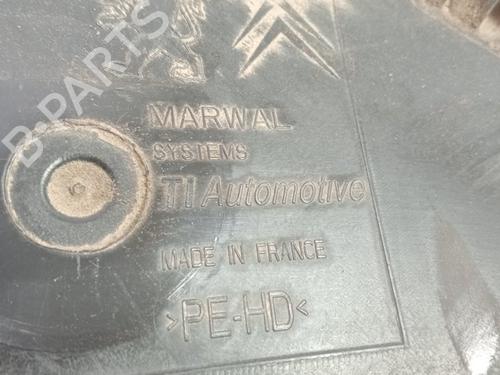 B-PARTS
MARWAL
SYSTEMS
TI Automotive
MADE IN FRANCE
>PE-HD<